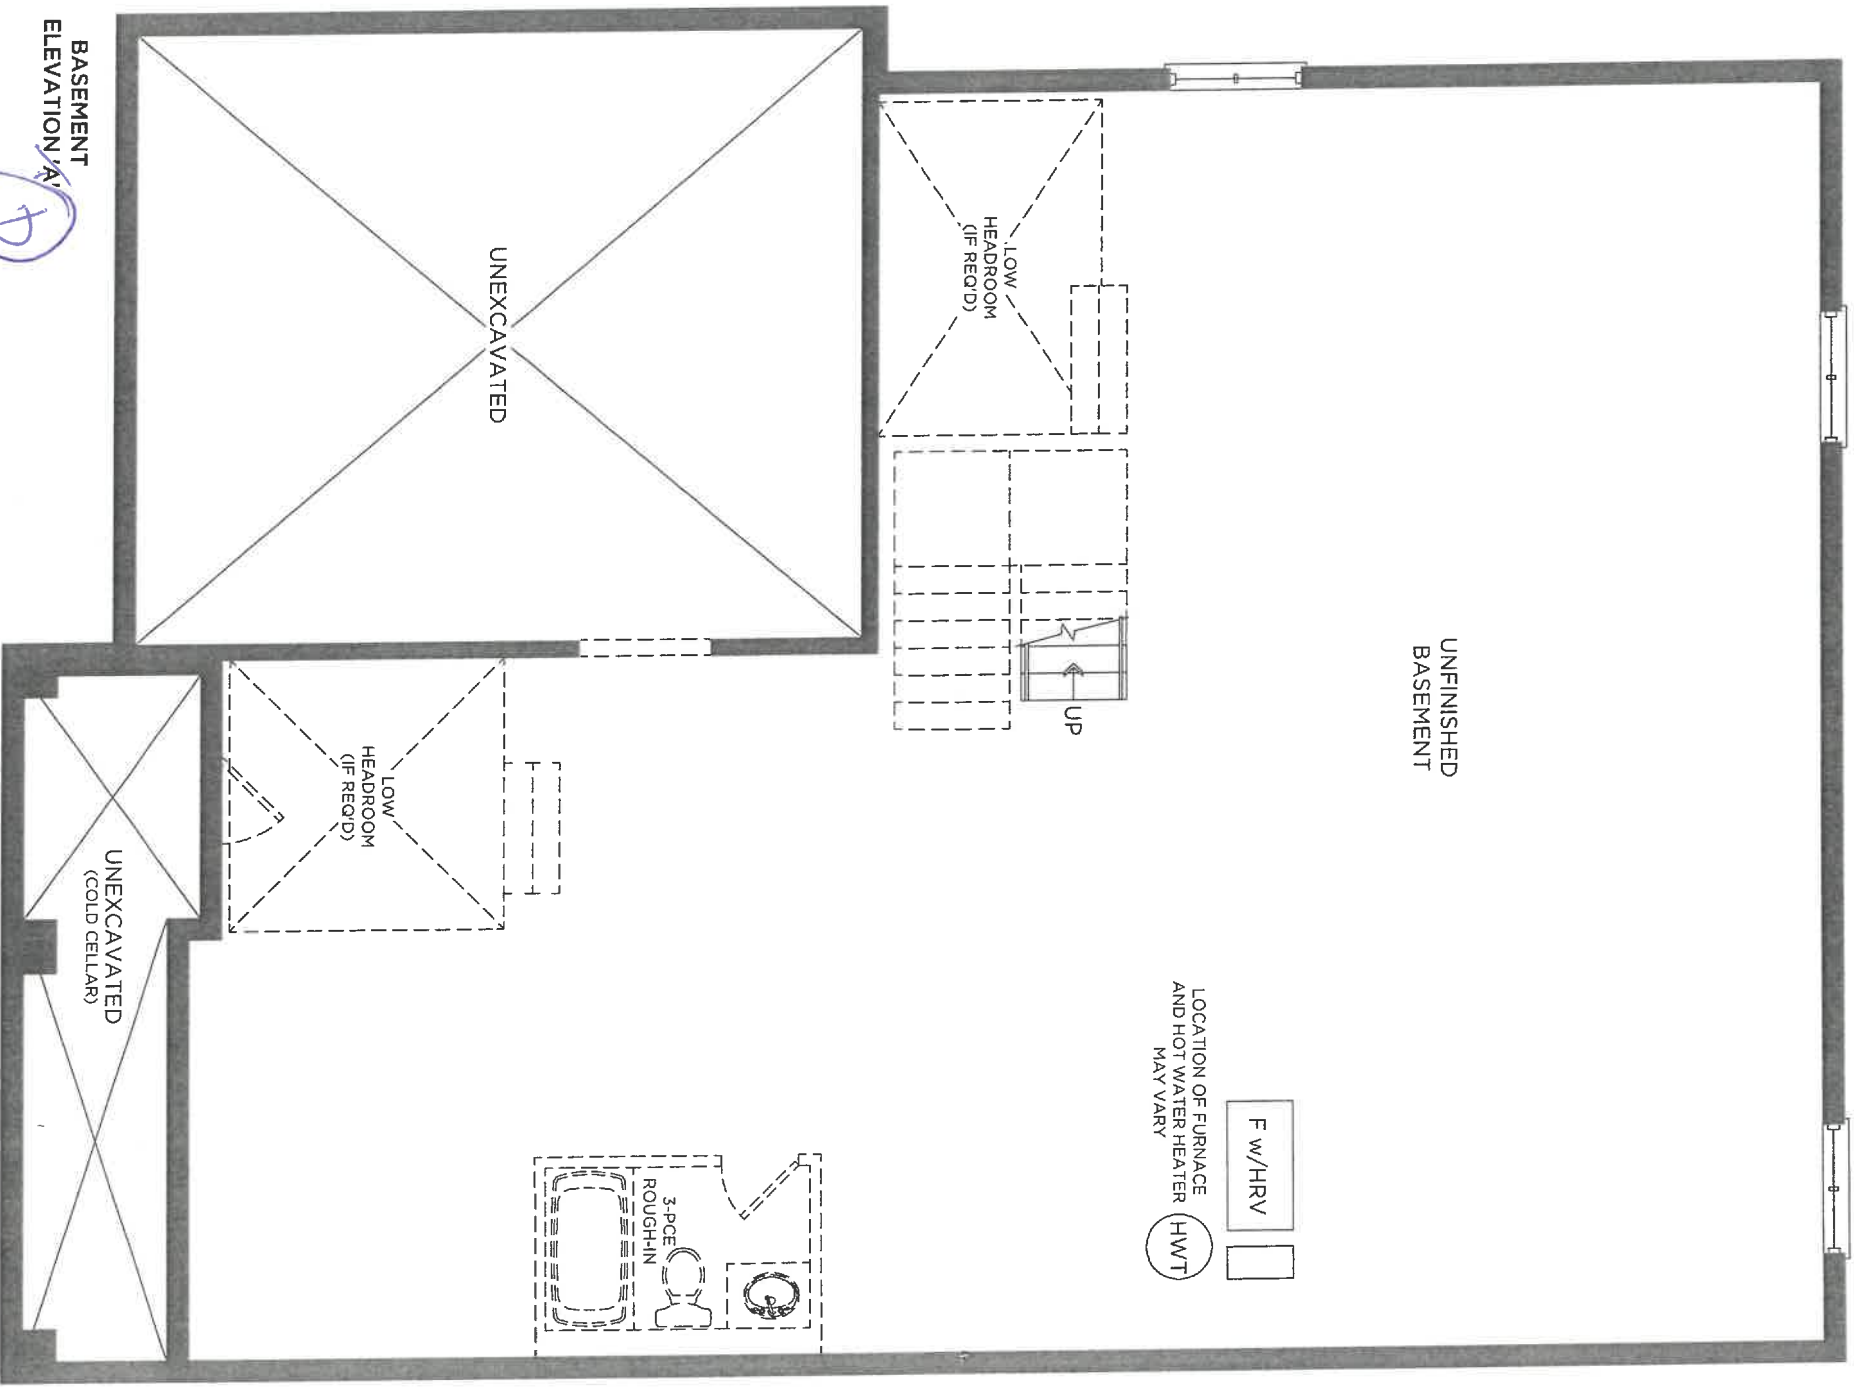 BASEMENT
ELEVATION 'A'
UNEXCAVATED
LOW
HEADROOM
(IF REQ'D)
UP
UNFINISHED
BASEMENT
LOW
HEADROOM
(IF REQ'D)
UNEXCAVATED
(COLD CELLAR)
LOCATION OF FURNACE
AND HOT WATER HEATER
MAY VARY
F w/HRV
HWT
3-PCE
ROUGH-IN